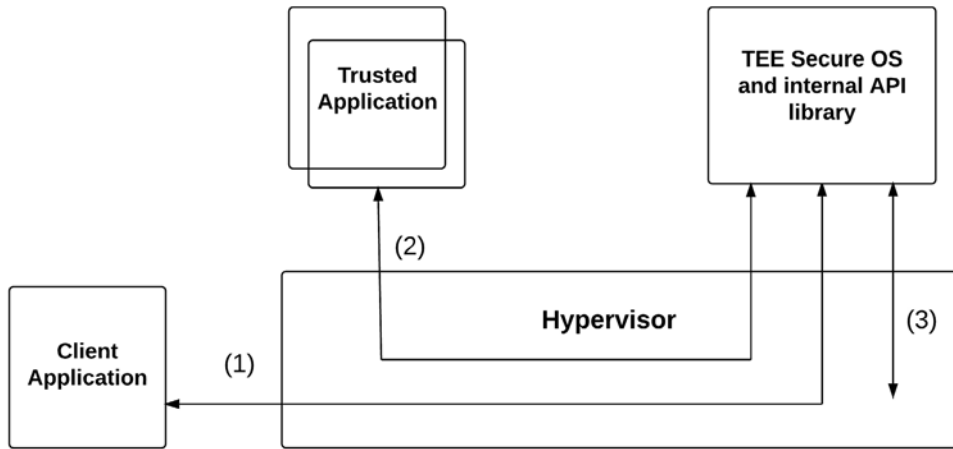 Trusted
Application
TEE Secure OS
and internal API
library
(2)
Hypervisor
(3)
Client
Application
(1)